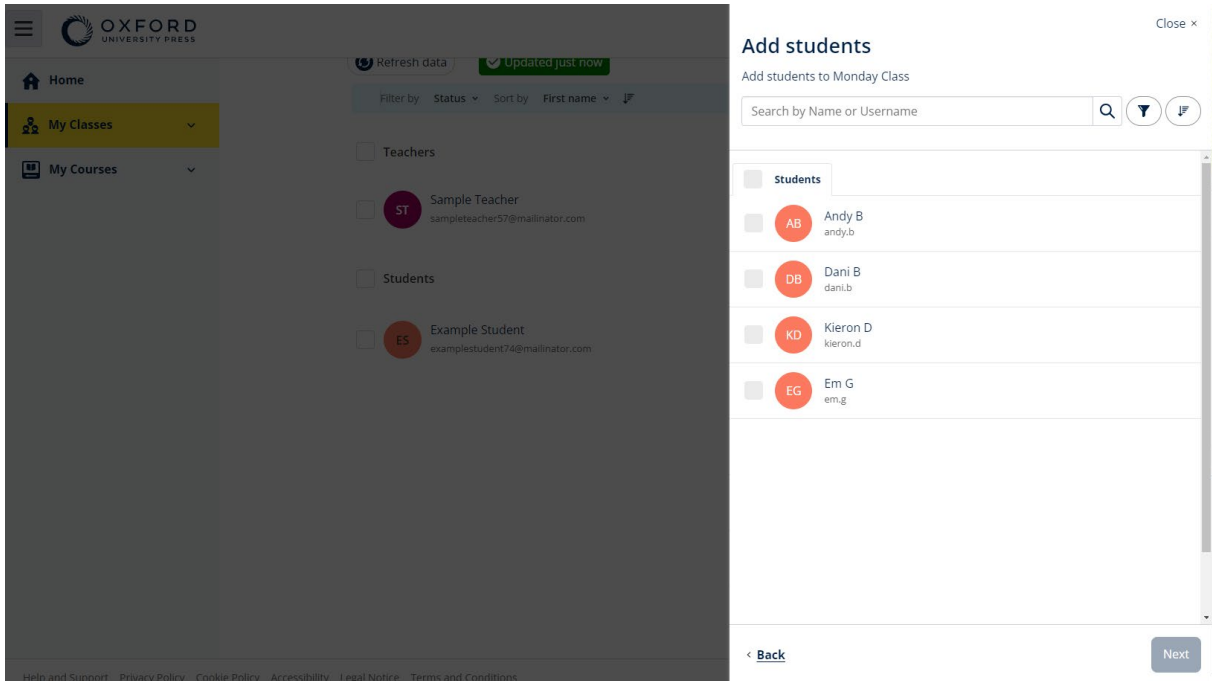 OXFORD
UNIVERSITY PRESS
Home
My Classes
My Courses
Refresh data
Updated just now
Filter by Status Sort by First name
Teachers
ST
Sample Teacher
sampleteacher57@mailinator.com
Students
ES
Example Student
examplestudent74@mailinator.com
Help and Support Privacy Policy Cookie Policy Accessibility Legal Notice Terms and Conditions
Close ×
Add students
Add students to Monday Class
Search by Name or Username
Students
AB
Andy B
andy.b
DB
Dani B
dani.b
KD
Kieron D
kieron.d
EG
Em G
em.g
< Back
Next